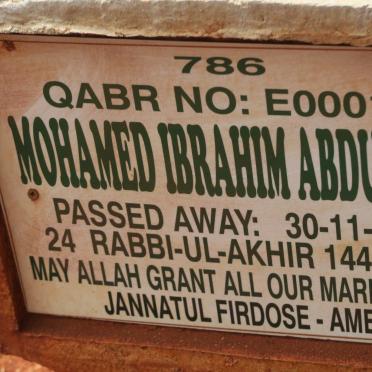 786
QABR NO: E0001
MOHAMED IBRAHIM ABDU
PASSED AWAY: 30-11-
24 RABBI-UL-AKHIR 144
MAY ALLAH GRANT ALL OUR MAR
JANNATUL FIRDOSE - AME